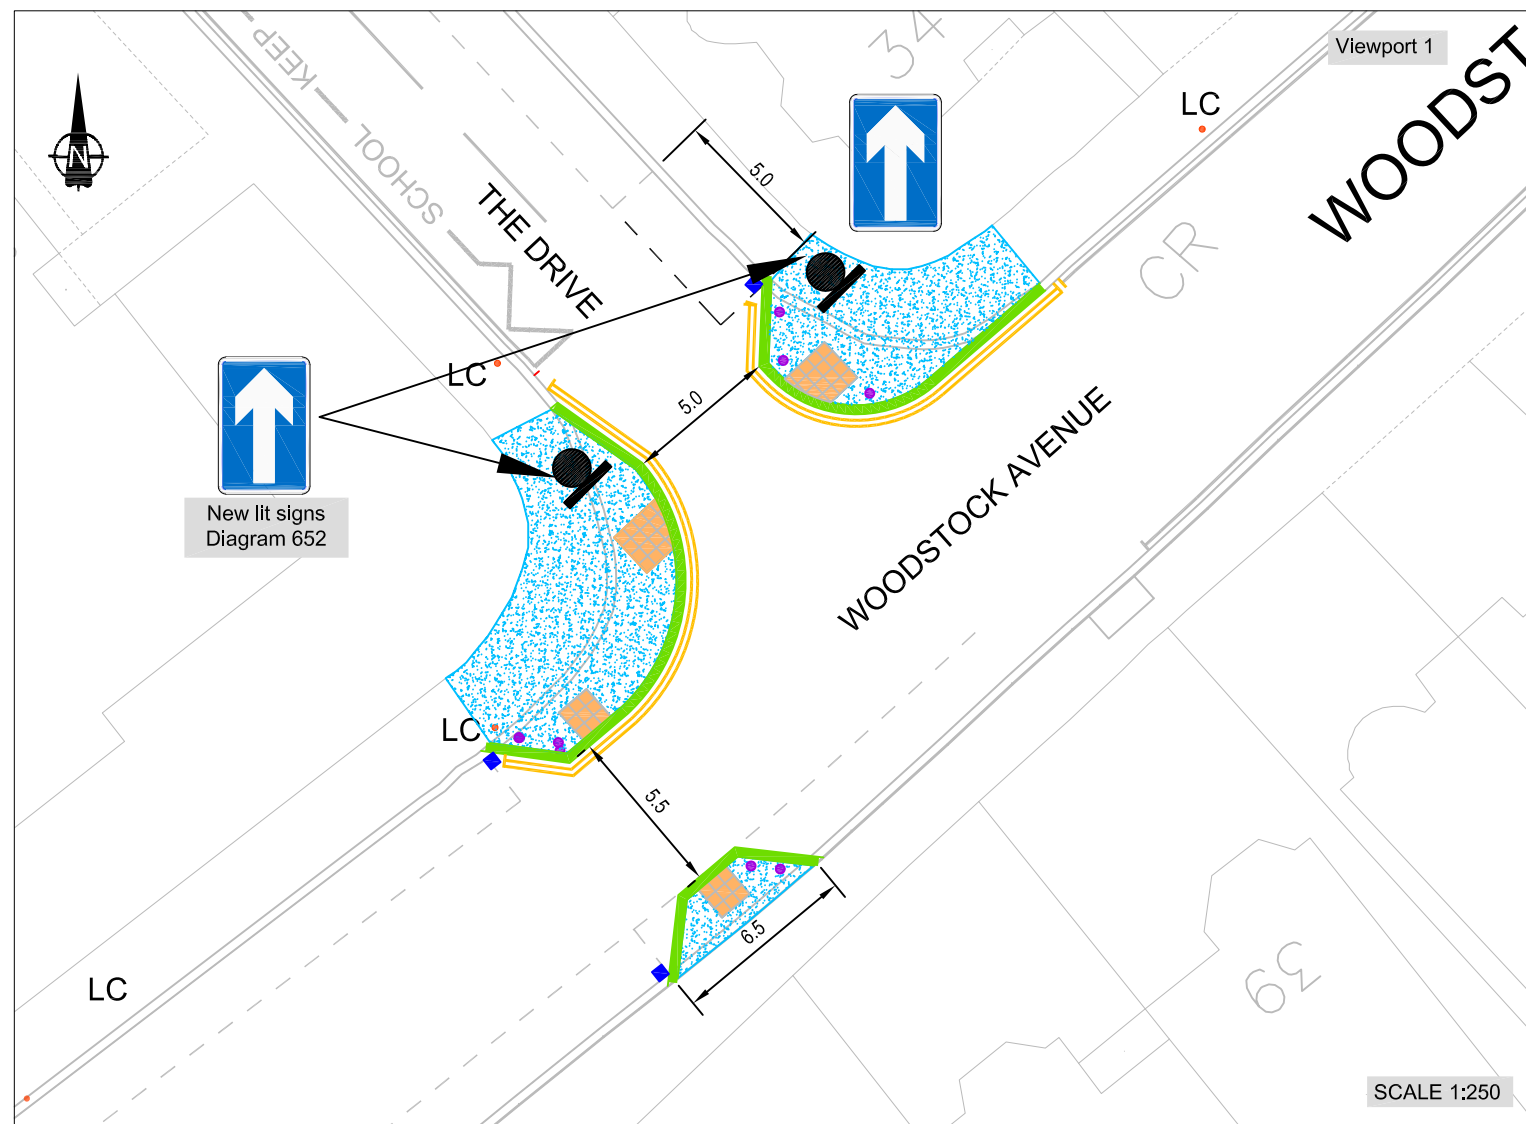 Viewport 1
WOODST
34
LC
N
KEEP
SCHOOL
THE DRIVE
5.0
CR
LC
5.0
WOODSTOCK AVENUE
New lit signs
Diagram 652
LC
5.5
6.5
LC
63
SCALE 1:250